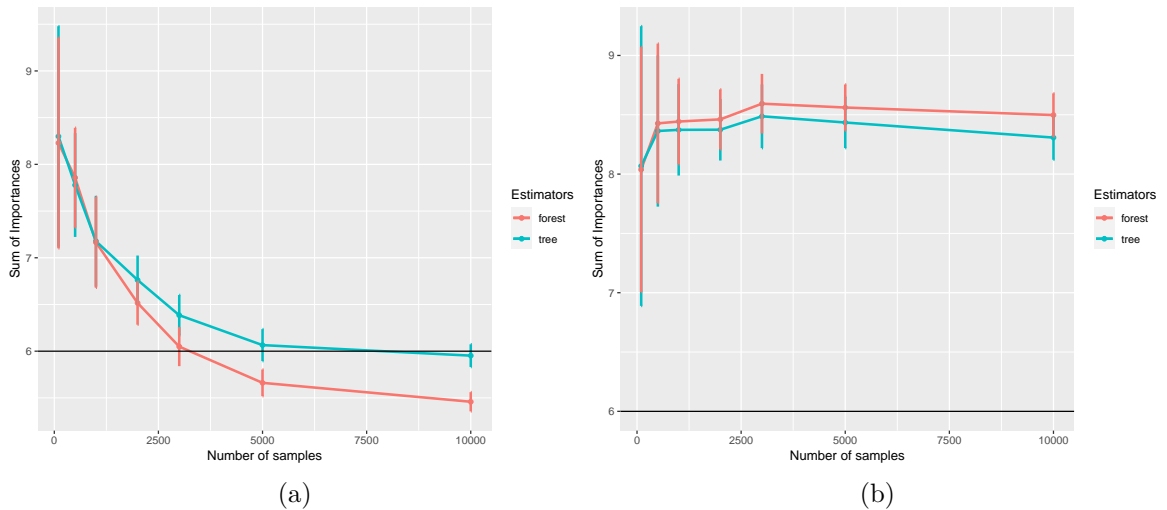 9
8
7
6
0
2500
5000
7500
10000
Number of samples
Sum of Importances
Estimators
forest
tree
(a)
9
8
7
6
0
2500
5000
7500
10000
Number of samples
Sum of Importances
Estimators
forest
tree
(b)